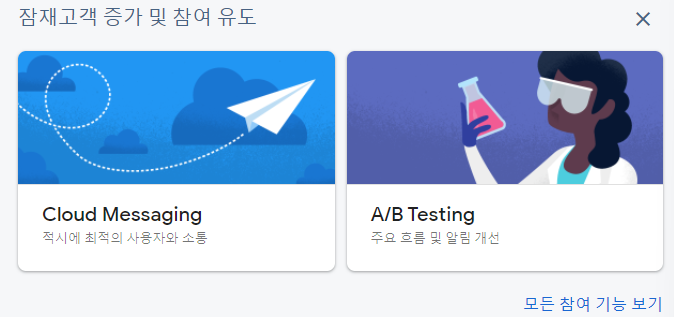 잠재고객 증가 및 참여 유도
Cloud Messaging
적시에 최적의 사용자와 소통
A/B Testing
주요 흐름 및 알림 개선
모든 참여 기능 보기